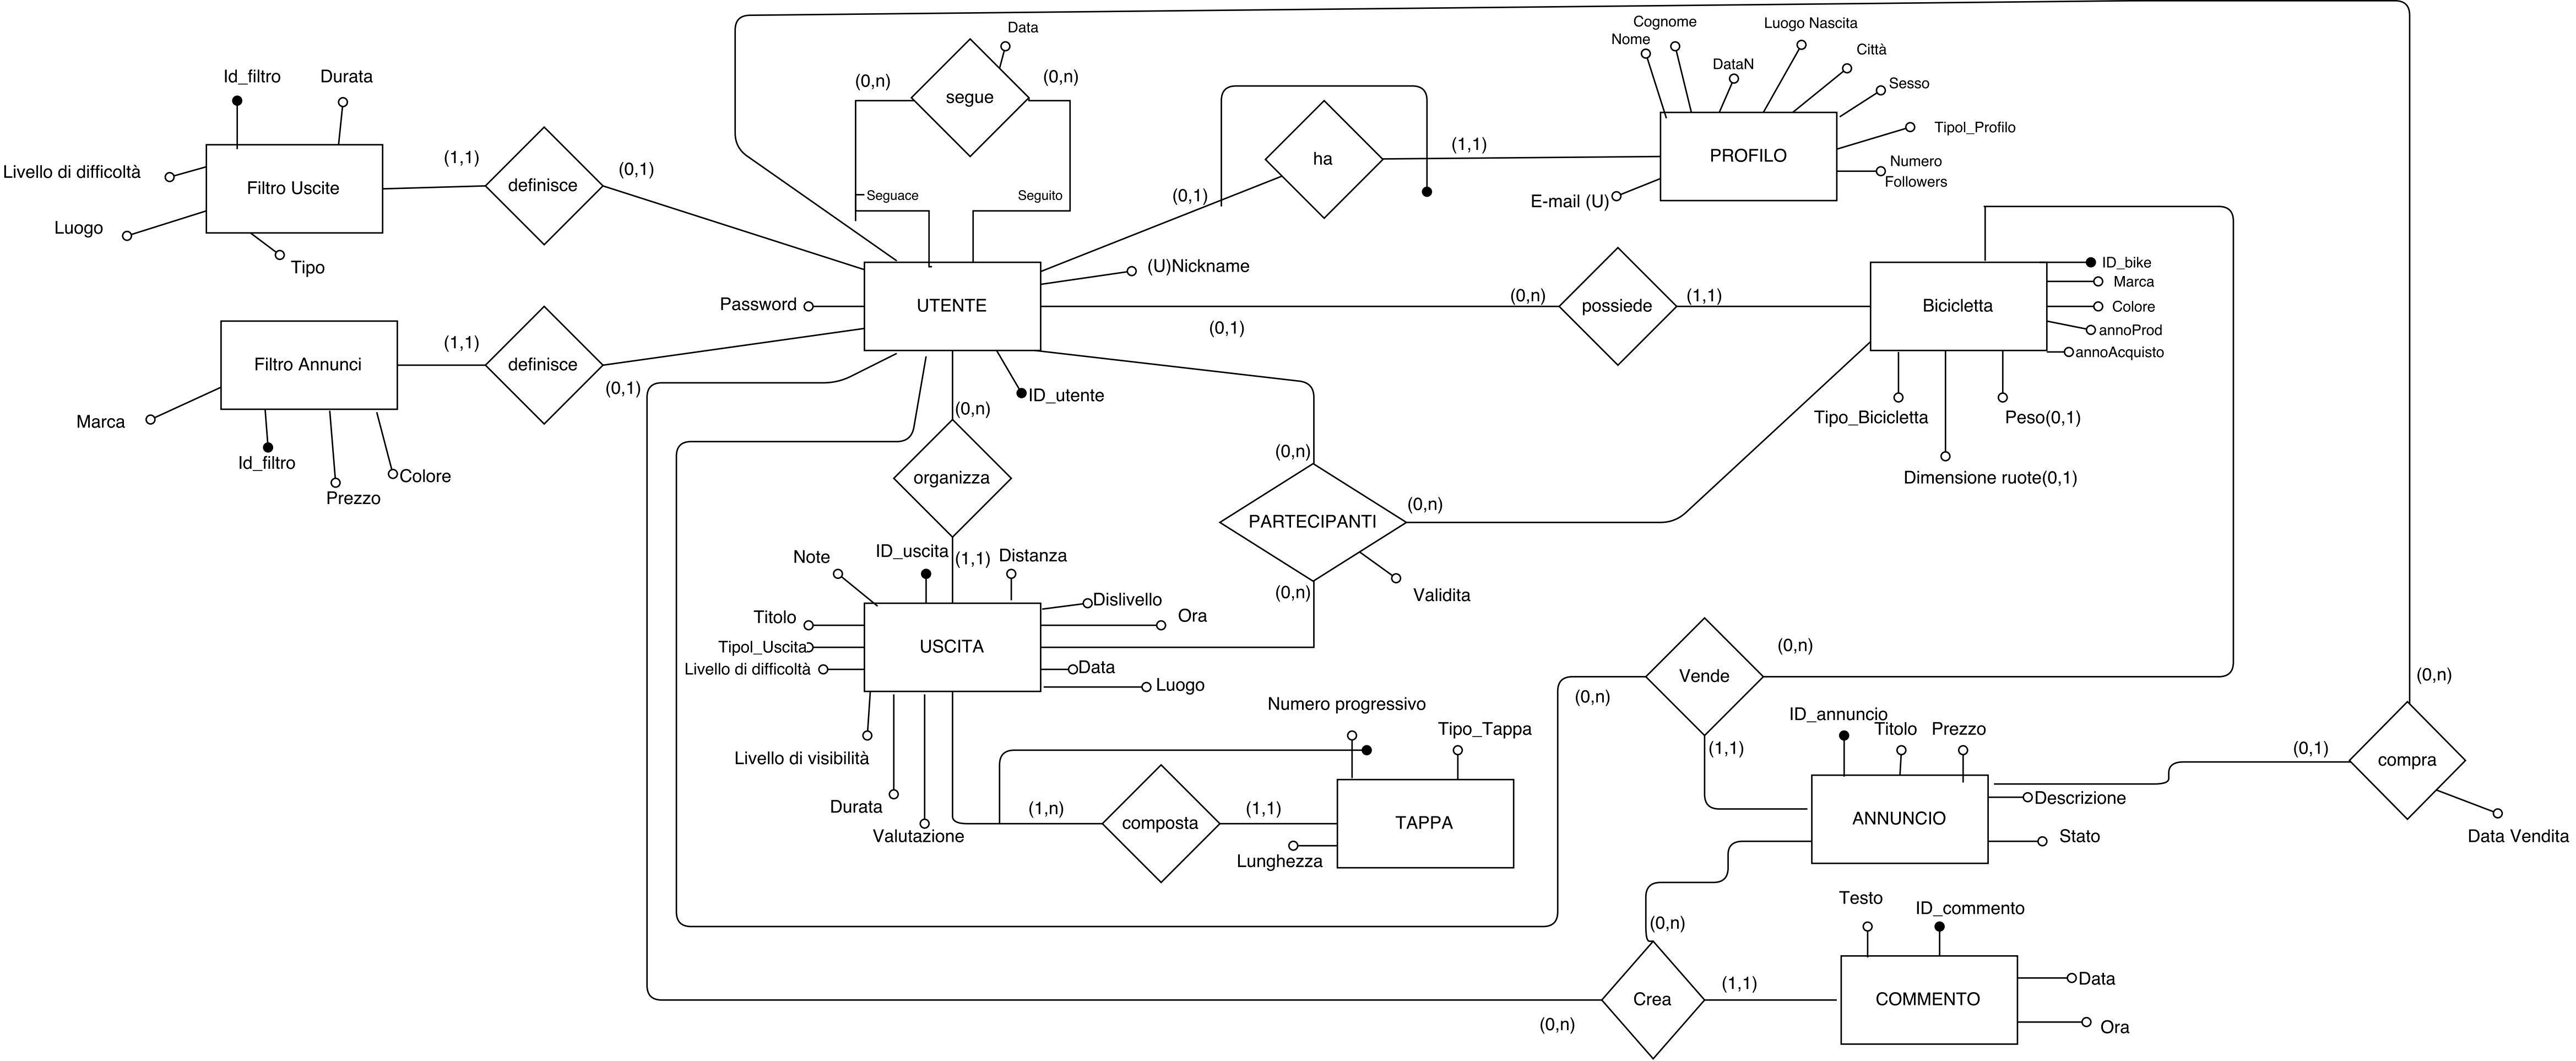 Data
Cognome
Luogo Nascita
Nome
Città
DataN
Sesso
Tipol_Profilo
Numero
Followers
E-mail (U)
PROFILO
(1,1)
ha
(0,1)
(0,n)
segue
(0,n)
Seguace
Seguito
Id_filtro
Durata
Livello di difficoltà
Filtro Uscite
Luogo
Tipo
(1,1)
definisce
(0,1)
(U)Nickname
Password
UTENTE
(0,n)
possiede
(1,1)
Bicicletta
ID_bike
Marca
Colore
annoProd
annoAcquisto
Tipo_Bicicletta
Peso(0,1)
Dimensione ruote(0,1)
(0,1)
Filtro Annunci
(1,1)
definisce
(0,1)
Marca
Id_filtro
Prezzo
Colore
ID_utente
(0,n)
organizza
(1,1)
(0,n)
PARTECIPANTI
(0,n)
(0,n)
Validita
Note
ID_uscita
Distanza
Dislivello
Ora
Titolo
Tipol_Uscita
USCITA
Livello di difficoltà
Data
Luogo
Livello di visibilità
Durata
Valutazione
Numero progressivo
Tipo_Tappa
(1,n)
composta
(1,1)
TAPPA
Lunghezza
(0,n)
Vende
(0,n)
(1,1)
ID_annuncio
Titolo
Prezzo
ANNUNCIO
Descrizione
Stato
(0,1)
(0,n)
compra
Data Vendita
(0,n)
Crea
(0,n)
(1,1)
Testo
ID_commento
COMMENTO
Data
Ora